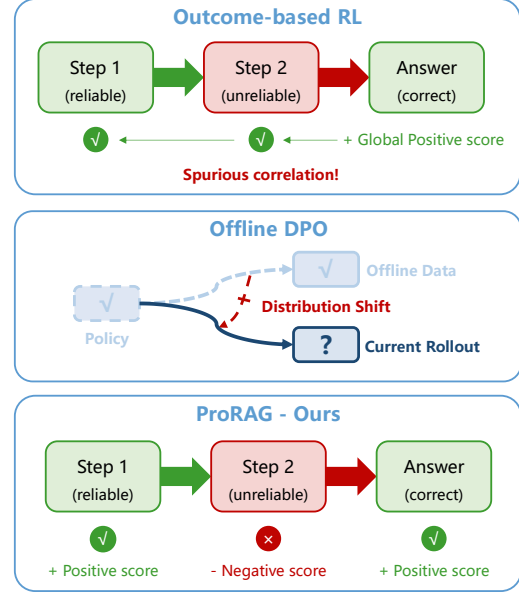 Outcome-based RL
Step 1
(reliable)
Step 2
(unreliable)
Answer
(correct)
√
√
+ Global Positive score
Spurious correlation!
Offline DPO
√
Policy
√
Offline Data
Distribution Shift
?
Current Rollout
ProRAG - Ours
Step 1
(reliable)
Step 2
(unreliable)
Answer
(correct)
√
×
√
+ Positive score
- Negative score
+ Positive score